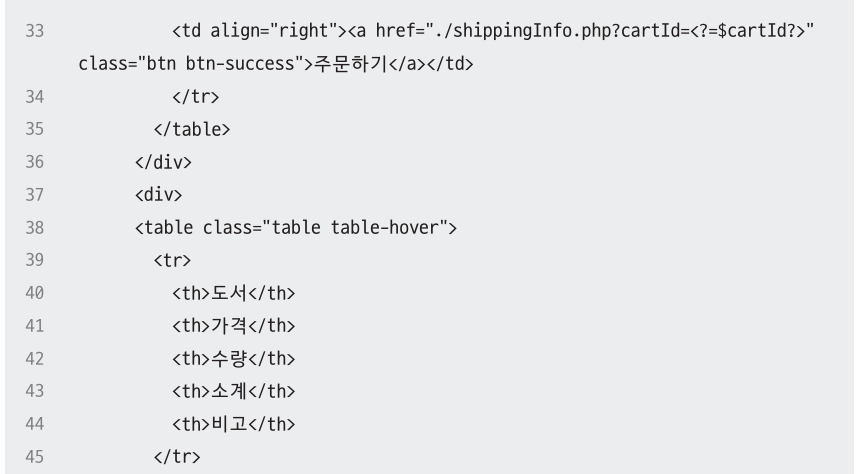 33 <td align="right"><a href="./shippingInfo.php?cartId=<?=$cartId?>"
class="btn btn-success">주문하기</a></td>
34 </tr>
35 </table>
36 </div>
37 <div>
38 <table class="table table-hover">
39 <tr>
40 <th>도서</th>
41 <th>가격</th>
42 <th>수량</th>
43 <th>소계</th>
44 <th>비고</th>
45 </tr>